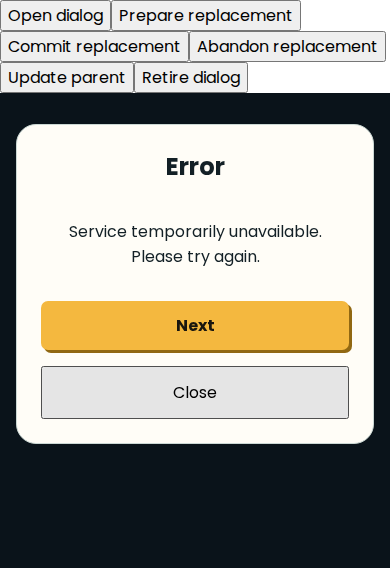 Open dialog Prepare replacement
Commit replacement Abandon replacement
Update parent Retire dialog
Error
Service temporarily unavailable.
Please try again.
Next
Close